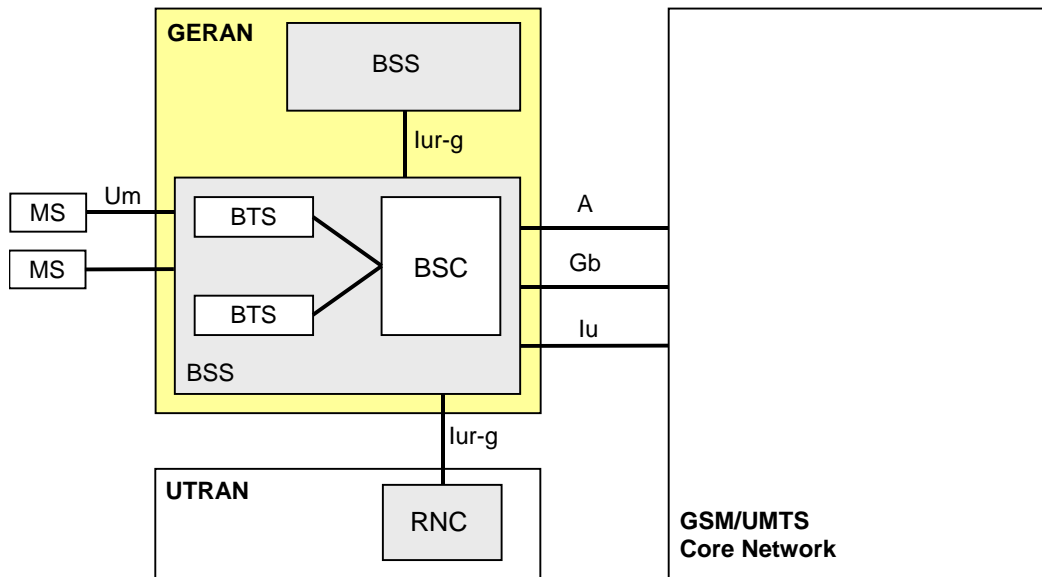 GERAN
BSS
Iur-g
Um
MS
BTS
A
BSC
Gb
MS
BTS
Iu
BSS
Iur-g
UTRAN
RNC
GSM/UMTS
Core Network